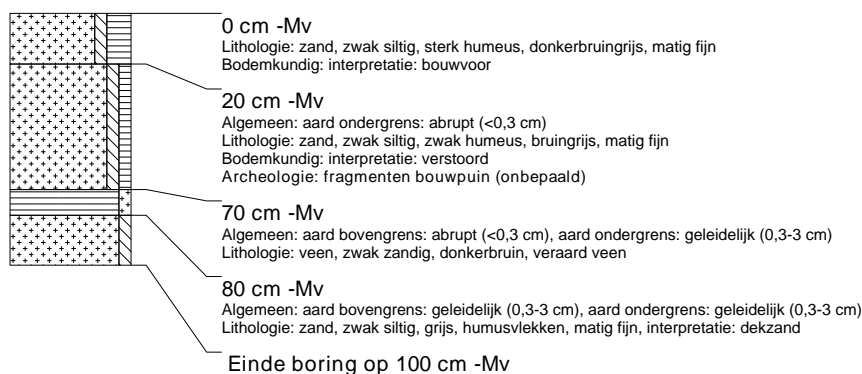 0 cm -Mv
Lithologie: zand, zwak siltig, sterk humeus, donkerbruingrijs, matig fijn
Bodemkundig: interpretatie: bouwvoor
20 cm -Mv
Algemeen: aard ondergrens: abrupt (<0,3 cm)
Lithologie: zand, zwak siltig, zwak humeus, bruingrijs, matig fijn
Bodemkundig: interpretatie: verstoord
Archeologie: fragmenten bouwpuin (onbepaald)
70 cm -Mv
Algemeen: aard bovengrens: abrupt (<0,3 cm), aard ondergrens: geleidelijk (0,3-3 cm)
Lithologie: veen, zwak zandig, donkerbruin, veraard veen
80 cm -Mv
Algemeen: aard bovengrens: geleidelijk (0,3-3 cm), aard ondergrens: geleidelijk (0,3-3 cm)
Lithologie: zand, zwak siltig, grijs, humusvlekken, matig fijn, interpretatie: dekzand
Einde boring op 100 cm -Mv